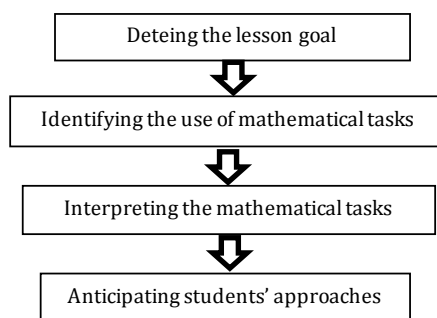 Deteing the lesson goal
Identifying the use of mathematical tasks
Interpreting the mathematical tasks
Anticipating students’ approaches